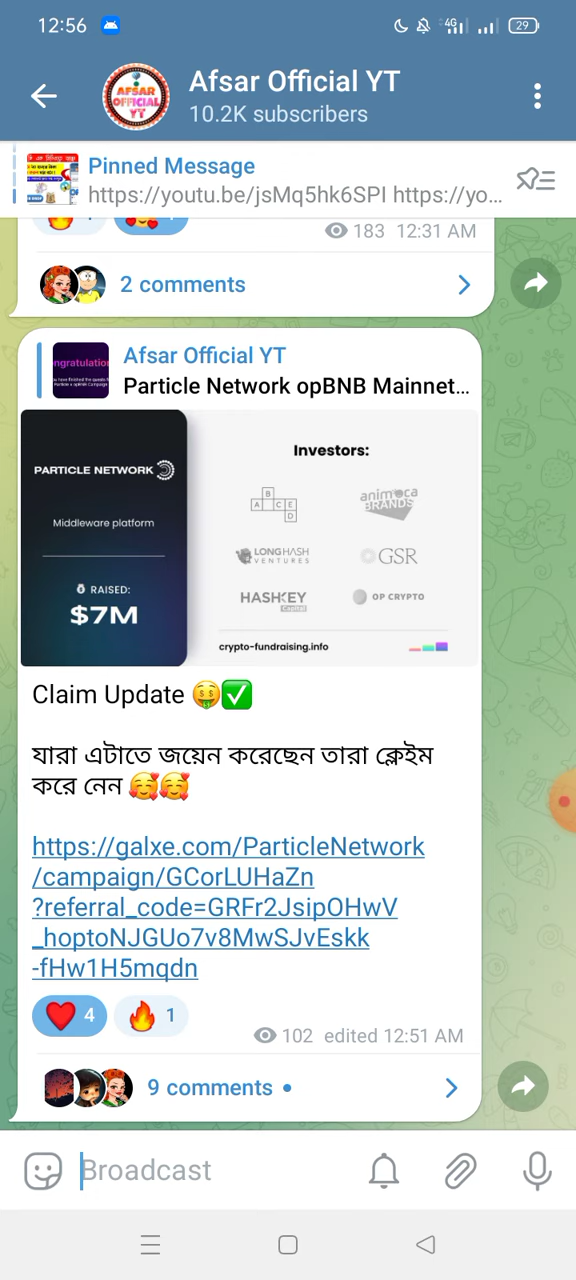 12:56
4G
29
AFSAR
OFFICIAL
YT
Afsar Official YT
10.2K subscribers
Pinned Message
https://youtu.be/jsMq5hk6SPI https://yo...
183 12:31 AM
2 comments
ngratulation
Afsar Official YT
Particle Network opBNB Mainnet...
PARTICLE NETWORK
Middleware platform
RAISED:
$7M
Investors:
B
A C E
D
animoca
BRANDS
LONGHASH
VENTURES
GSR
HASHKEY
Capital
OP CRYPTO
crypto-fundraising.info
Claim Update 🤑✅
যারা এটাতে জয়েন করেছেন তারা ক্লেইম
করে নেন 🥰🥰
https://galxe.com/ParticleNetwork
/campaign/GCorLUHaZn
?referral_code=GRFr2JsipOHwV
_hoptoNJGUo7v8MwSJvEskk
-fHw1H5mqdn
❤️ 4 🔥 1
102 edited 12:51 AM
9 comments
Broadcast